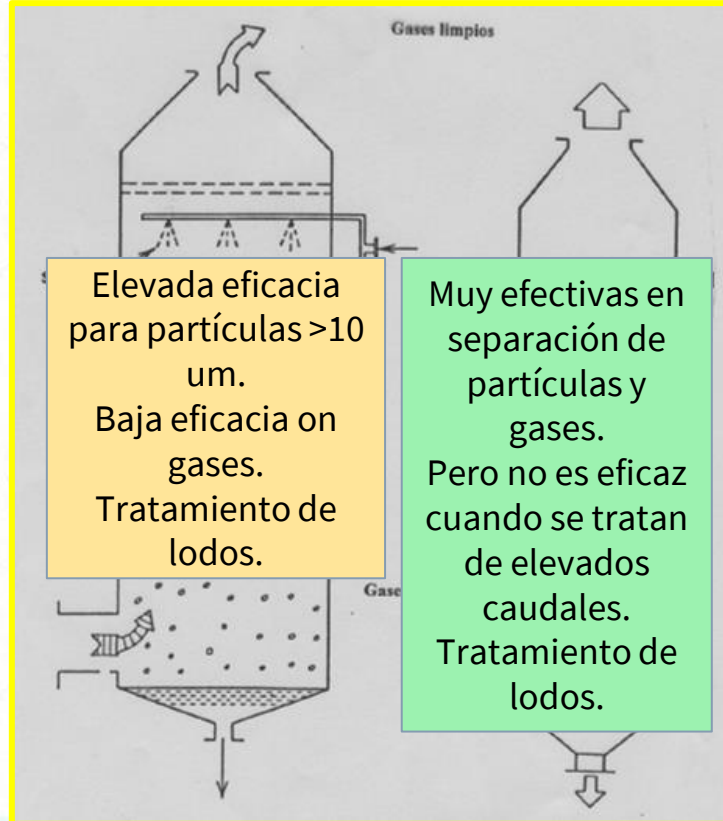 Gases limpios
Elevada eficacia
para partículas >10
um.
Baja eficacia on
gases.
Tratamiento de
lodos.
Muy efectivas en
separación de
partículas y
gases.
Pero no es eficaz
cuando se tratan
de elevados
caudales.
Tratamiento de
lodos.